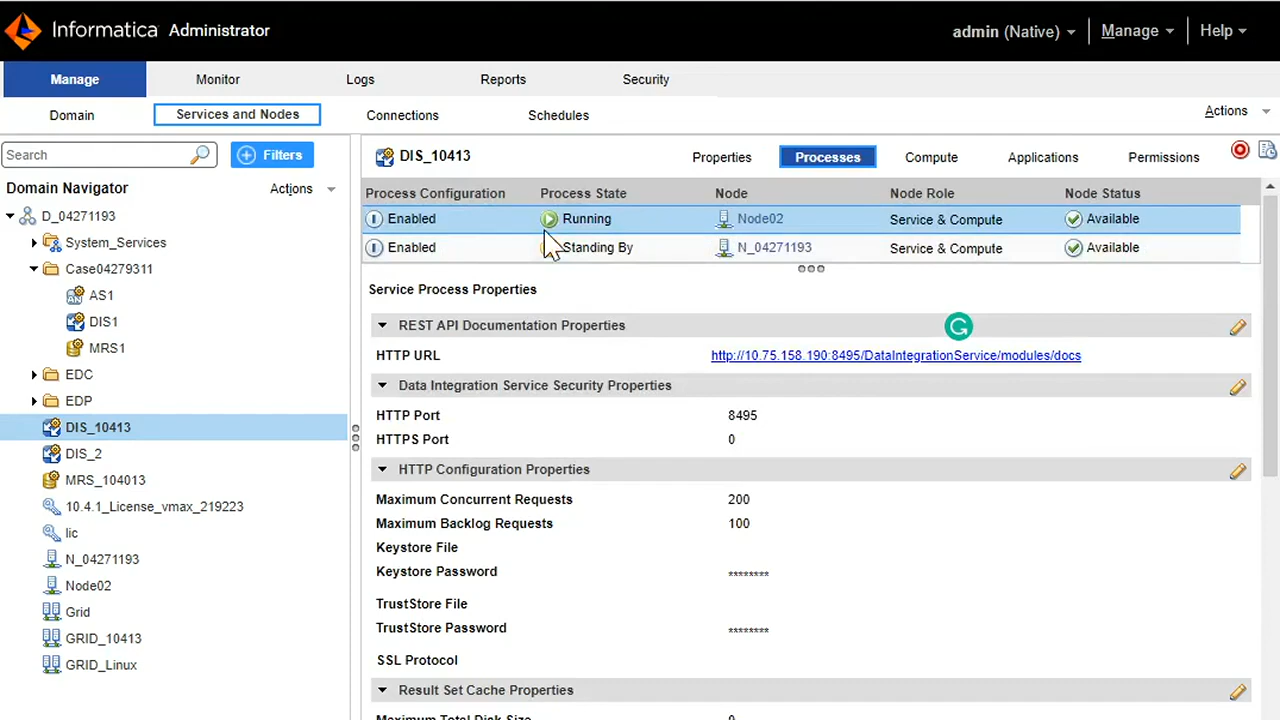 Informatica Administrator
admin (Native) Manage Help
Manage Monitor Logs Reports Security
Domain Services and Nodes Connections Schedules Actions
Search Filters
Domain Navigator Actions
D_04271193
System_Services
Case04279311
AS1
DIS1
MRS1
EDC
EDP
DIS_10413
DIS_2
MRS_104013
10.4.1_License_vmax_219223
lic
N_04271193
Node02
Grid
GRID_10413
GRID_Linux
DIS_10413 Properties Processes Compute Applications Permissions
Process Configuration Process State Node Node Role Node Status
Enabled Running Node02 Service & Compute Available
Enabled Standing By N_04271193 Service & Compute Available
Service Process Properties
REST API Documentation Properties
HTTP URL http://10.75.158.190:8495/DataIntegrationService/modules/docs
Data Integration Service Security Properties
HTTP Port 8495
HTTPS Port 0
HTTP Configuration Properties
Maximum Concurrent Requests 200
Maximum Backlog Requests 100
Keystore File
Keystore Password ********
TrustStore File
TrustStore Password ********
SSL Protocol
Result Set Cache Properties
Maximum Total Disk Size 0